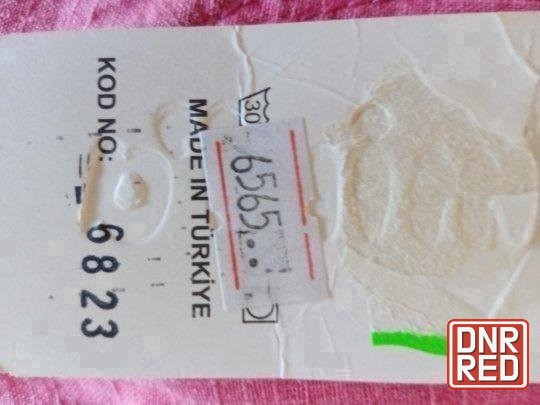 KOD NO:
6823
MADE IN TÜRKİYE
30
6565
DNR
RED